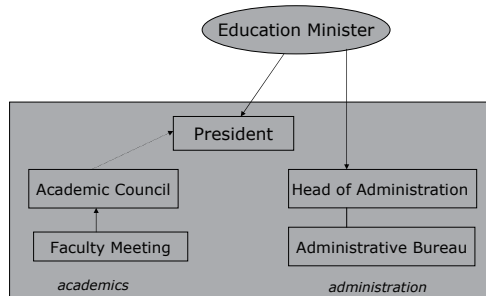 Education Minister
President
Academic Council
Head of Administration
Faculty Meeting
Administrative Bureau
academics
administration